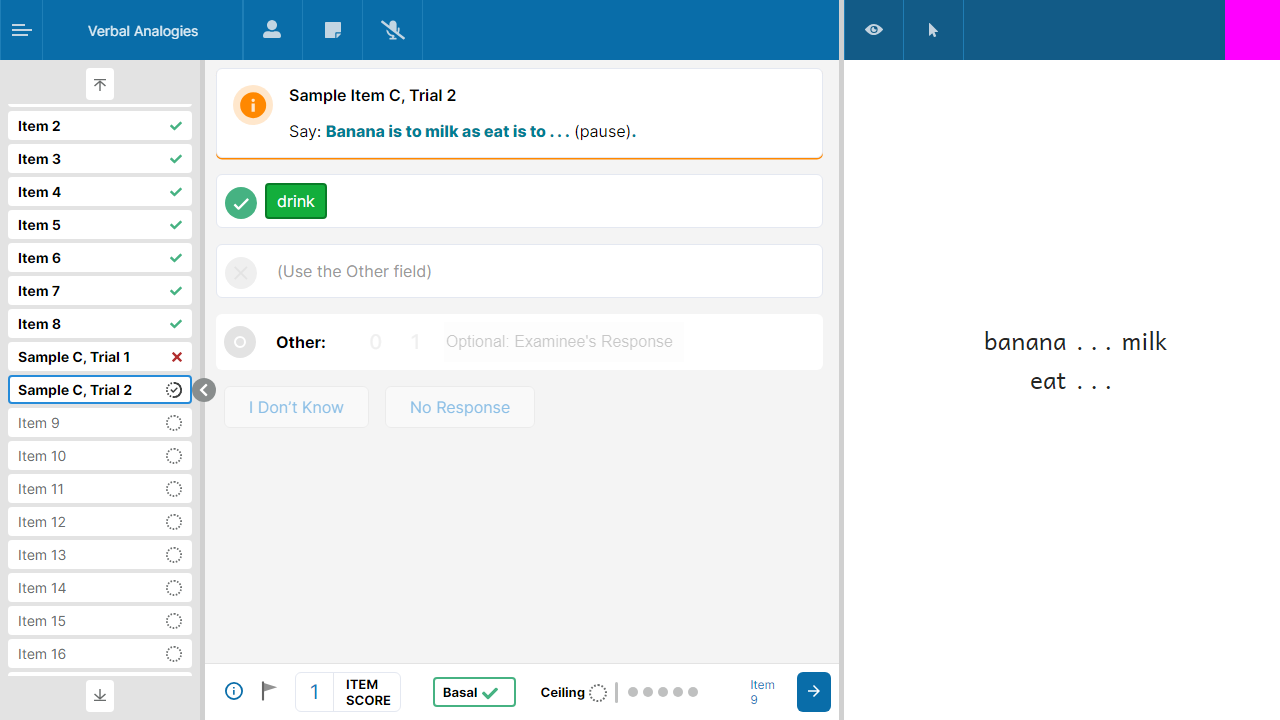 Verbal Analogies
Item 2
Item 3
Item 4
Item 5
Item 6
Item 7
Item 8
Sample C, Trial 1
Sample C, Trial 2
Item 9
Item 10
Item 11
Item 12
Item 13
Item 14
Item 15
Item 16
Sample Item C, Trial 2
Say: Banana is to milk as eat is to . . . (pause).
drink
(Use the Other field)
Other: 0 1 Optional: Examinee's Response
I Don't Know No Response
1 ITEM SCORE
Basal
Ceiling
Item 9
banana . . . milk
eat . . .